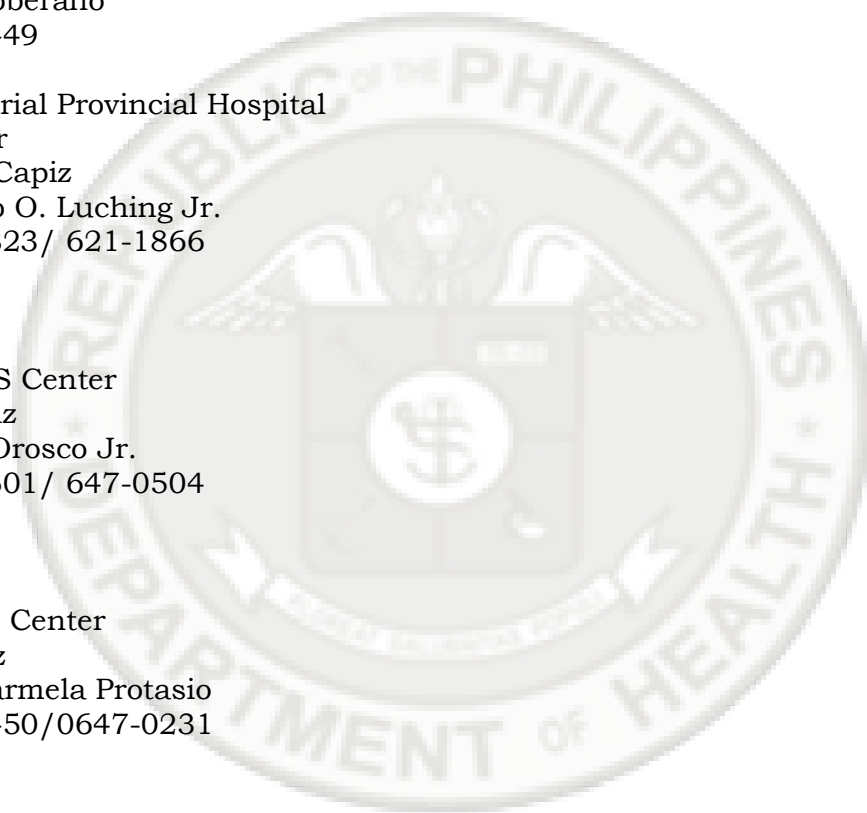 oberano
-49
rial Provincial Hospital
r
Capiz
o O. Luching Jr.
23/ 621-1866
S Center
z
Orosco Jr.
01/ 647-0504
Center
z
armela Protasio
-50/0647-0231
REPUBLIC OF THE PHILIPPINES
DEPARTMENT OF HEALTH